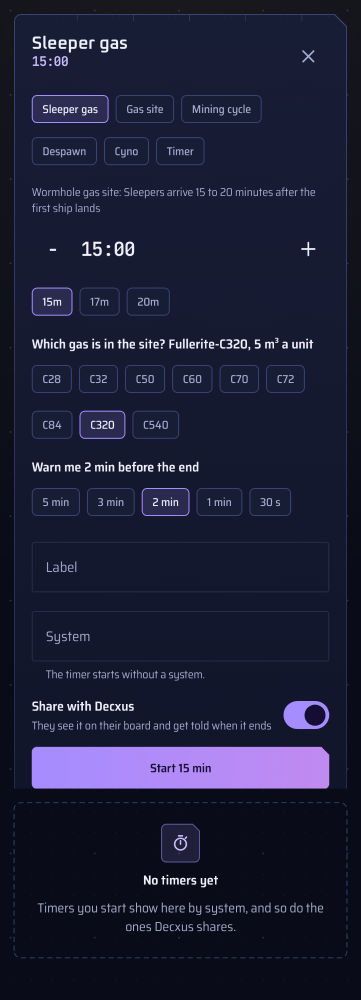 Sleeper gas
15:00
Sleeper gas Gas site Mining cycle
Despawn Cyno Timer
Wormhole gas site: Sleepers arrive 15 to 20 minutes after the
first ship lands
- 15:00 +
15m 17m 20m
Which gas is in the site? Fullerite-C320, 5 m³ a unit
C28 C32 C50 C60 C70 C72
C84 C320 C540
Warn me 2 min before the end
5 min 3 min 2 min 1 min 30 s
Label
System
The timer starts without a system.
Share with Decxus
They see it on their board and get told when it ends
Start 15 min
No timers yet
Timers you start show here by system, and so do the
ones Decxus shares.